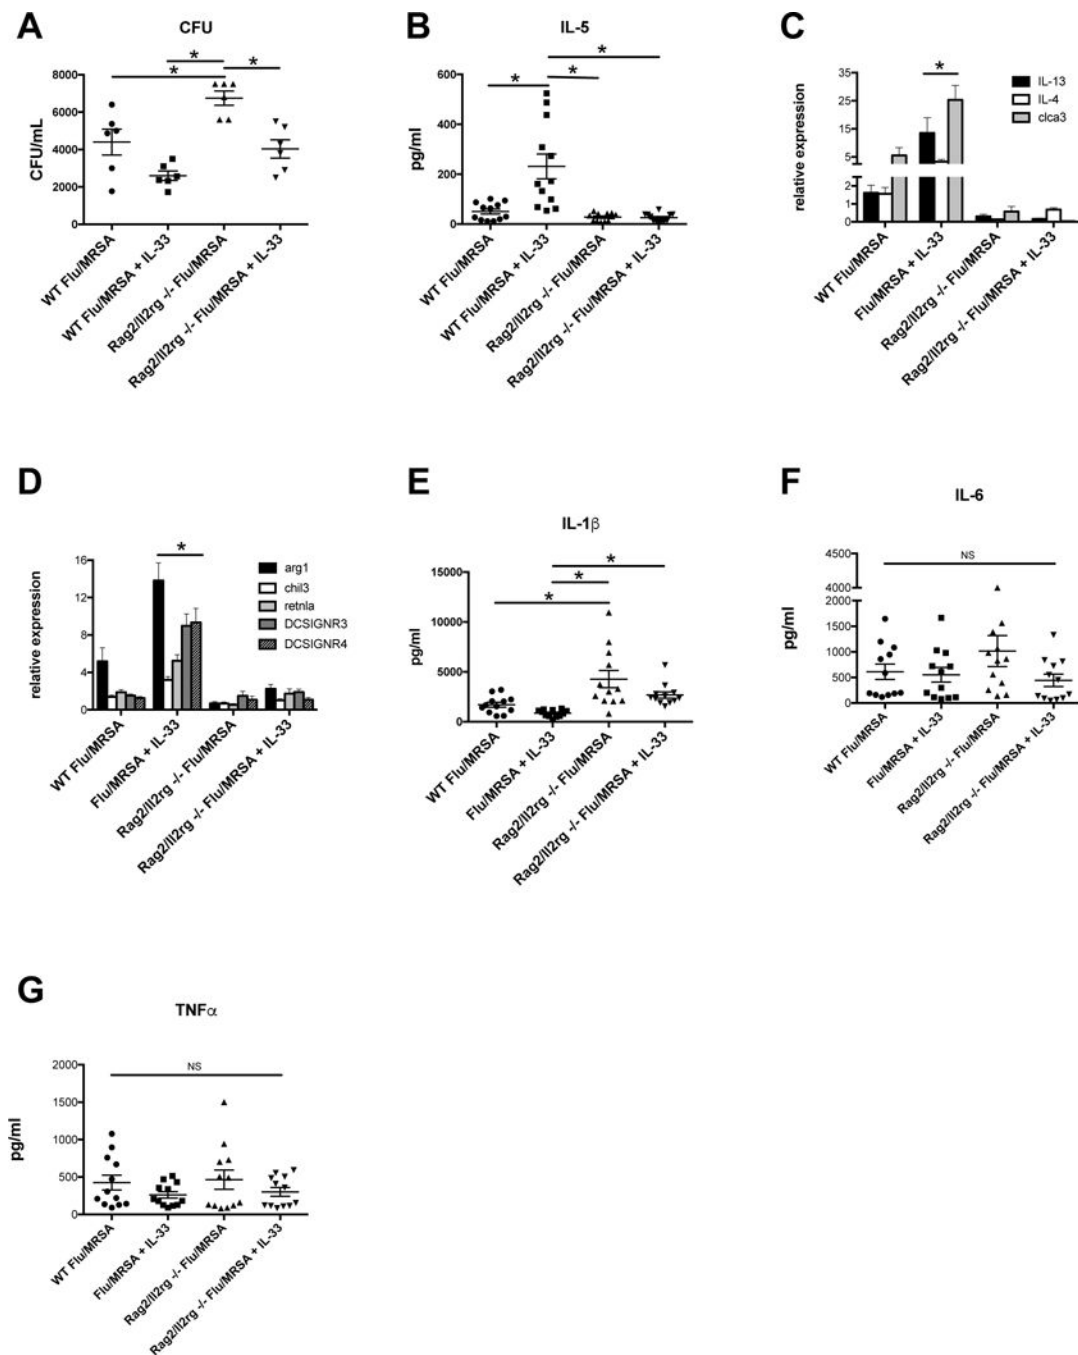 A
CFU
CFU/mL
8000
6000
4000
2000
0
*
*
*
WT Flu/MRSA
WT Flu/MRSA + IL-33
Rag2/Il2rg -/- Flu/MRSA
Rag2/Il2rg -/- Flu/MRSA + IL-33
B
IL-5
pg/ml
600
400
200
0
*
*
*
WT Flu/MRSA
WT Flu/MRSA + IL-33
Rag2/Il2rg -/- Flu/MRSA
Rag2/Il2rg -/- Flu/MRSA + IL-33
C
relative expression
35
25
15
5
2
1
0
*
IL-13
IL-4
clca3
WT Flu/MRSA
Flu/MRSA + IL-33
Rag2/Il2rg -/- Flu/MRSA
Rag2/Il2rg -/- Flu/MRSA + IL-33
D
relative expression
16
12
8
4
0
*
arg1
chil3
retnla
DCSIGNR3
DCSIGNR4
WT Flu/MRSA
Flu/MRSA + IL-33
Rag2/Il2rg -/- Flu/MRSA
Rag2/Il2rg -/- Flu/MRSA + IL-33
E
IL-1β
pg/ml
15000
10000
5000
0
*
*
*
WT Flu/MRSA
Flu/MRSA + IL-33
Rag2/Il2rg -/- Flu/MRSA
Rag2/Il2rg -/- Flu/MRSA + IL-33
F
IL-6
pg/ml
4500
4000
2000
1500
1000
500
0
NS
WT Flu/MRSA
Flu/MRSA + IL-33
Rag2/Il2rg -/- Flu/MRSA
Rag2/Il2rg -/- Flu/MRSA + IL-33
G
TNFα
pg/ml
2000
1500
1000
500
0
NS
WT Flu/MRSA
Flu/MRSA + IL-33
Rag2/Il2rg -/- Flu/MRSA
Rag2/Il2rg -/- Flu/MRSA + IL-33